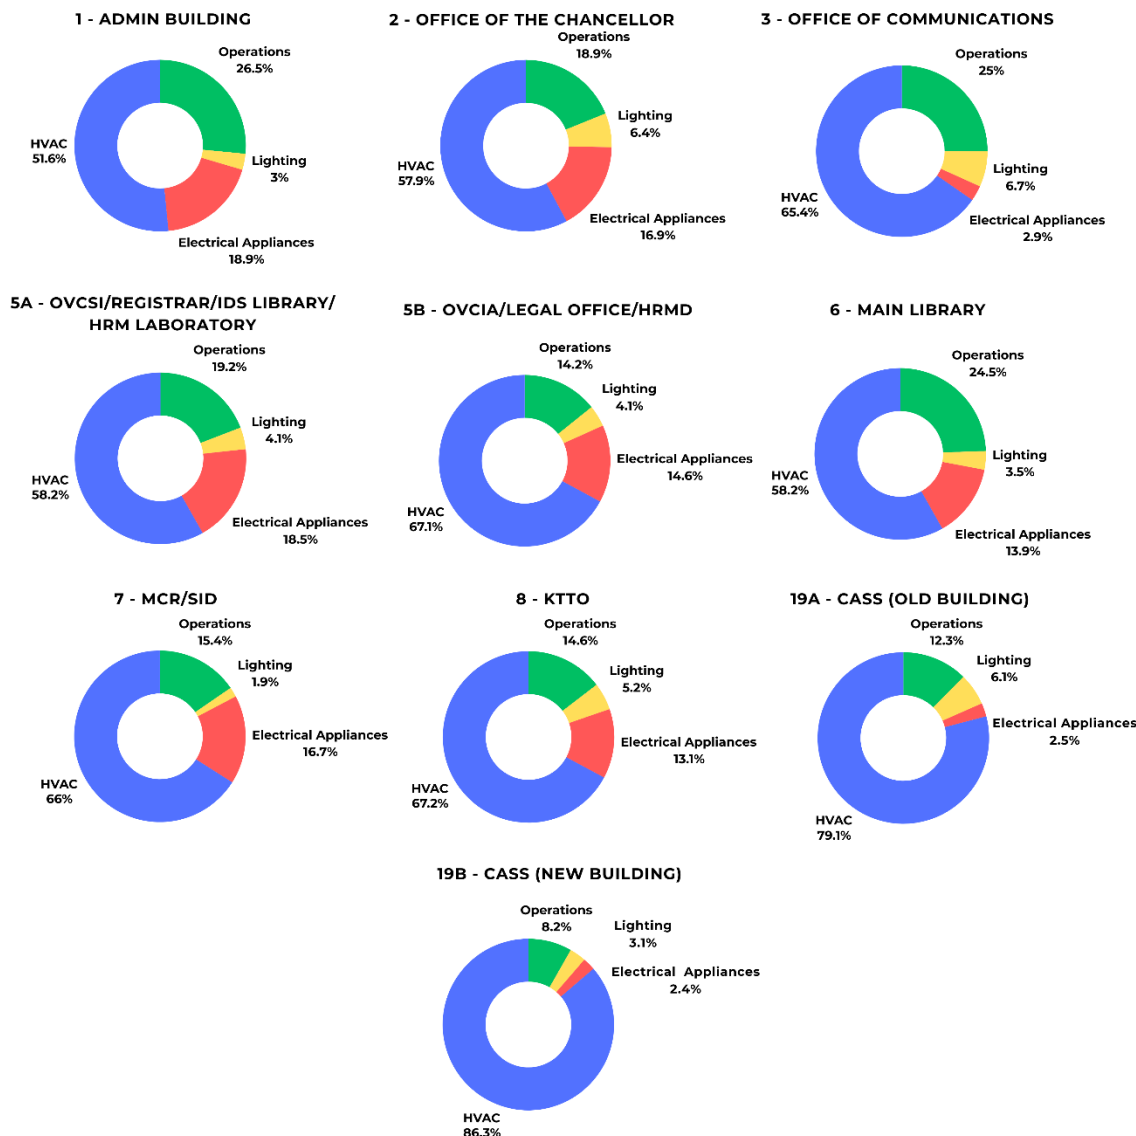 1 - ADMIN BUILDING
Operations
26.5%
HVAC
51.6%
Lighting
3%
Electrical Appliances
18.9%
2 - OFFICE OF THE CHANCELLOR
Operations
18.9%
Lighting
6.4%
HVAC
57.9%
Electrical Appliances
16.9%
3 - OFFICE OF COMMUNICATIONS
Operations
25%
Lighting
6.7%
HVAC
65.4%
Electrical Appliances
2.9%
5A - OVCSI/REGISTRAR/IDS LIBRARY/
HRM LABORATORY
Operations
19.2%
Lighting
4.1%
HVAC
58.2%
Electrical Appliances
18.5%
5B - OVCIA/LEGAL OFFICE/HRMD
Operations
14.2%
Lighting
4.1%
Electrical Appliances
14.6%
HVAC
67.1%
6 - MAIN LIBRARY
Operations
24.5%
Lighting
3.5%
HVAC
58.2%
Electrical Appliances
13.9%
7 - MCR/SID
Operations
15.4%
Lighting
1.9%
Electrical Appliances
16.7%
HVAC
66%
8 - KTTO
Operations
14.6%
Lighting
5.2%
Electrical Appliances
13.1%
HVAC
67.2%
19A - CASS (OLD BUILDING)
Operations
12.3%
Lighting
6.1%
Electrical Appliances
2.5%
HVAC
79.1%
19B - CASS (NEW BUILDING)
Operations
8.2%
Lighting
3.1%
Electrical Appliances
2.4%
HVAC
86.3%